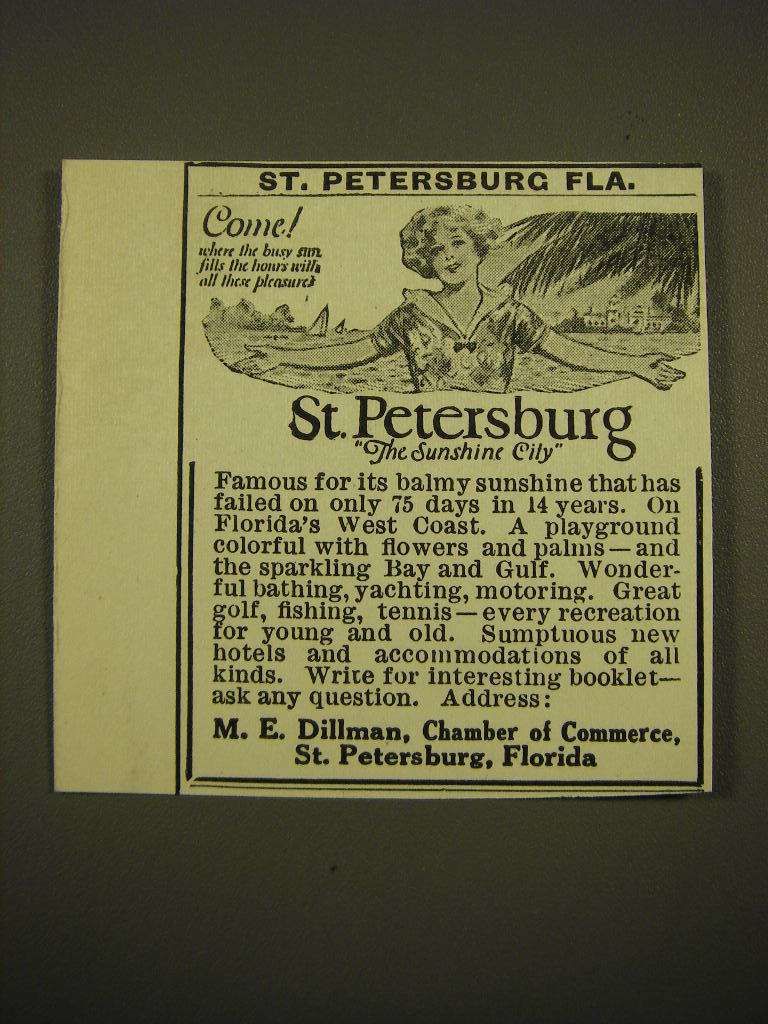 ST. PETERSBURG FLA.
Come!
where the busy sun
fills the hours with
all these pleasures
St. Petersburg
"The Sunshine City"
Famous for its balmy sunshine that has
failed on only 75 days in 14 years. On
Florida's West Coast. A playground
colorful with flowers and palms—and
the sparkling Bay and Gulf. Wonder-
ful bathing, yachting, motoring. Great
golf, fishing, tennis—every recreation
for young and old. Sumptuous new
hotels and accommodations of all
kinds. Write for interesting booklet—
ask any question. Address:
M. E. Dillman, Chamber of Commerce,
St. Petersburg, Florida